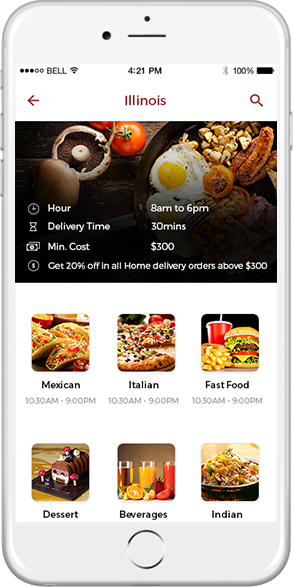 BELL 4:21 PM 100%
Illinois
Hour 8am to 6pm
Delivery Time 30mins
Min. Cost $300
Get 20% off in all Home delivery orders above $300
Mexican Italian Fast Food
10:30AM - 9:00PM 10:30AM - 9:00PM 10:30AM - 9:00PM
Dessert Beverages Indian